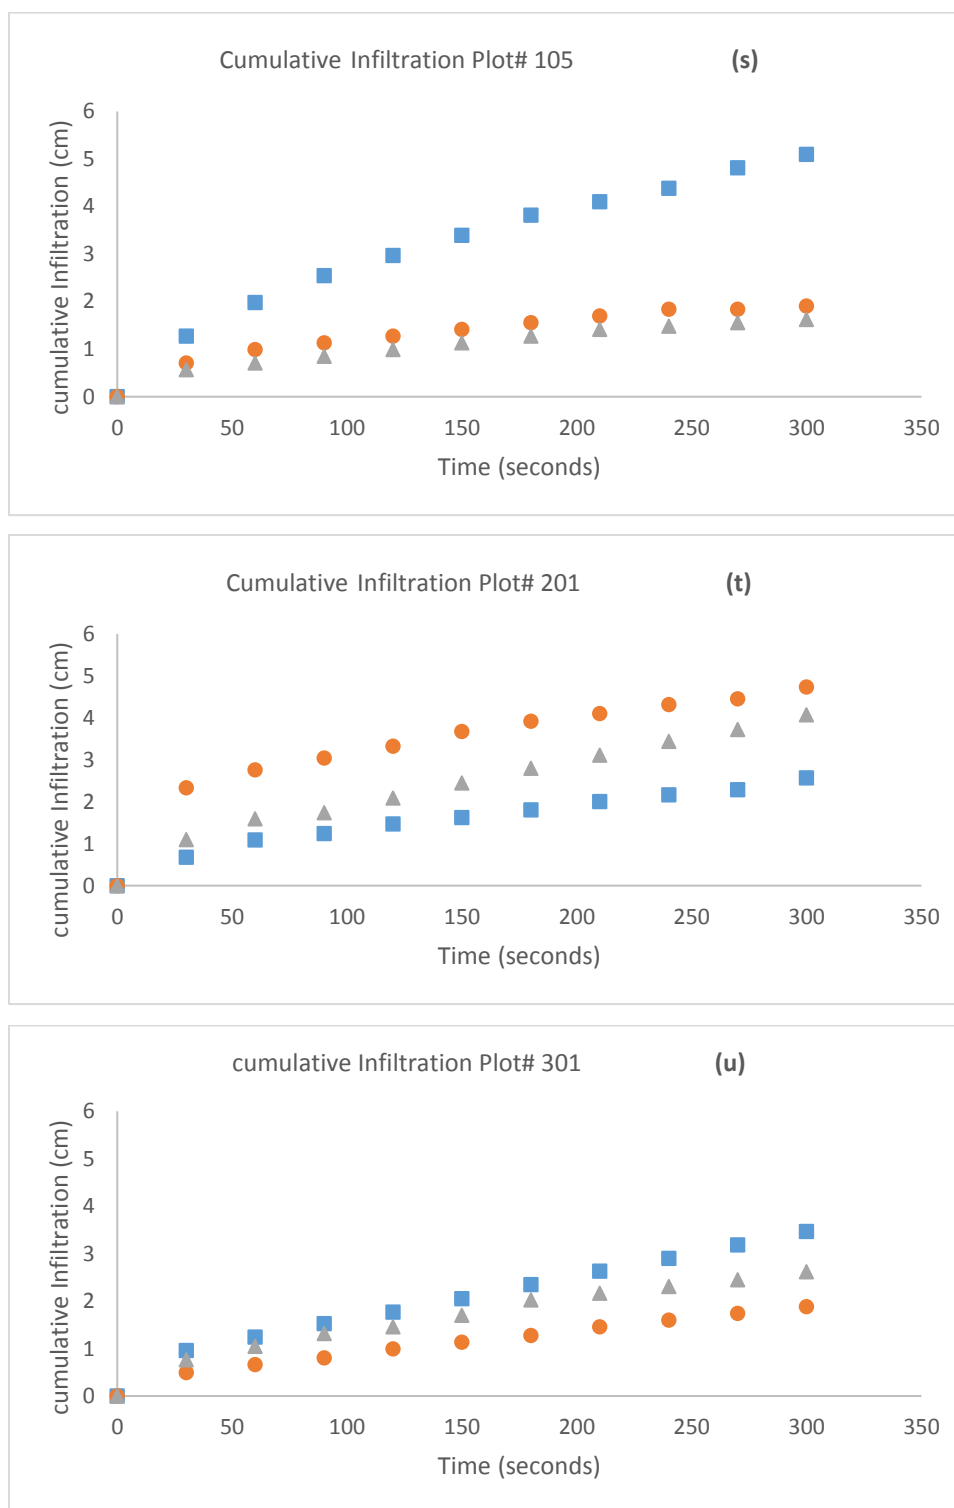 Cumulative Infiltration Plot# 105 (s)
cumulative Infiltration (cm)
6
5
4
3
2
1
0
0 50 100 150 200 250 300 350
Time (seconds)
Cumulative Infiltration Plot# 201 (t)
cumulative Infiltration (cm)
6
5
4
3
2
1
0
0 50 100 150 200 250 300 350
Time (seconds)
cumulative Infiltration Plot# 301 (u)
cumulative Infiltration (cm)
6
5
4
3
2
1
0
0 50 100 150 200 250 300 350
Time (seconds)